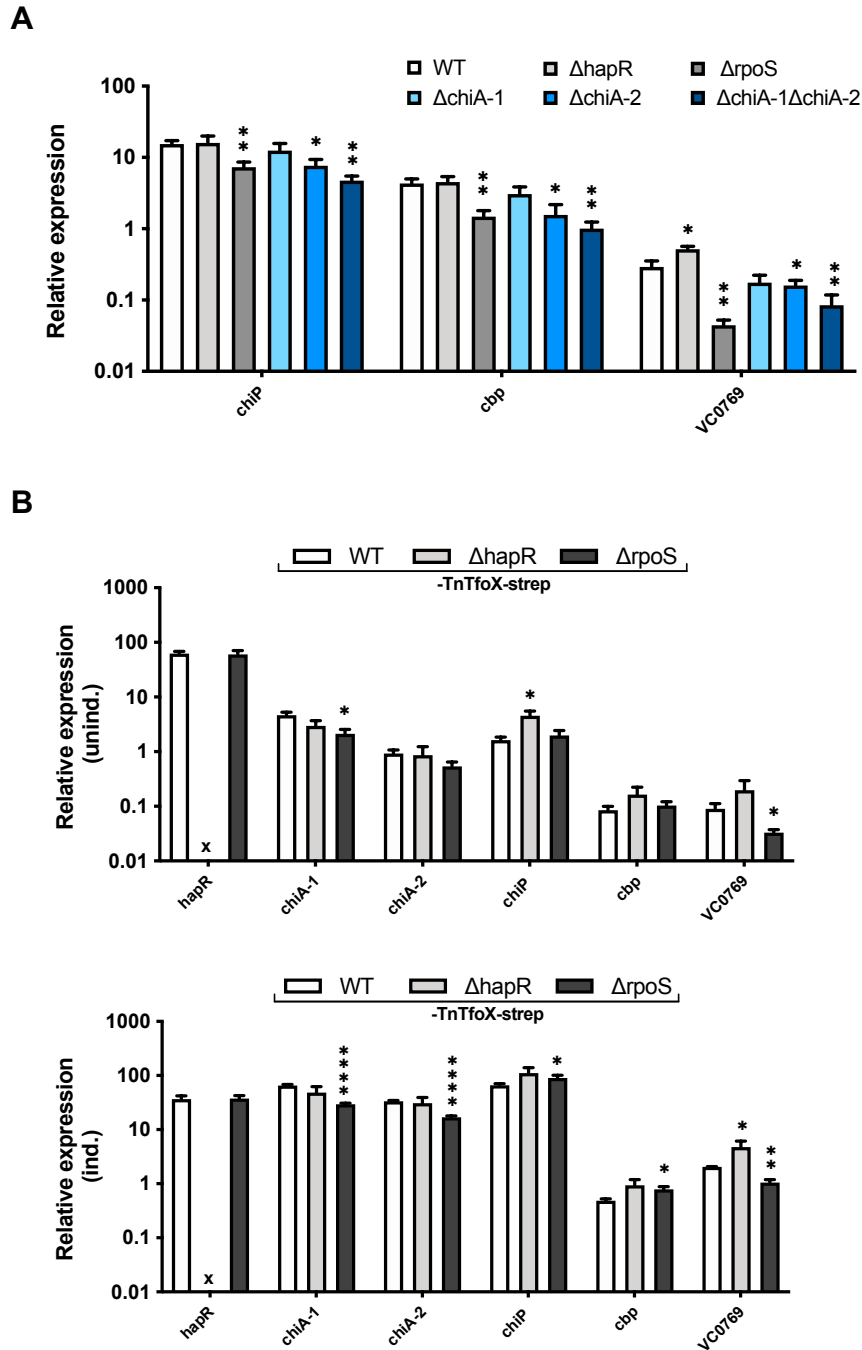 A
WT ΔhapR ΔrpoS
ΔchiA-1 ΔchiA-2 ΔchiA-1ΔchiA-2
Relative expression
100
10
1
0.1
0.01
** * **
** * **
* ** * **
chiP cbp VC0769
B
WT ΔhapR ΔrpoS
-TnTfoX-strep
Relative expression
(unind.)
1000
100
10
1
0.1
0.01
x * * *
hapR chiA-1 chiA-2 chiP cbp VC0769
WT ΔhapR ΔrpoS
-TnTfoX-strep
Relative expression
(ind.)
1000
100
10
1
0.1
0.01
x **** **** * * * **
hapR chiA-1 chiA-2 chiP cbp VC0769